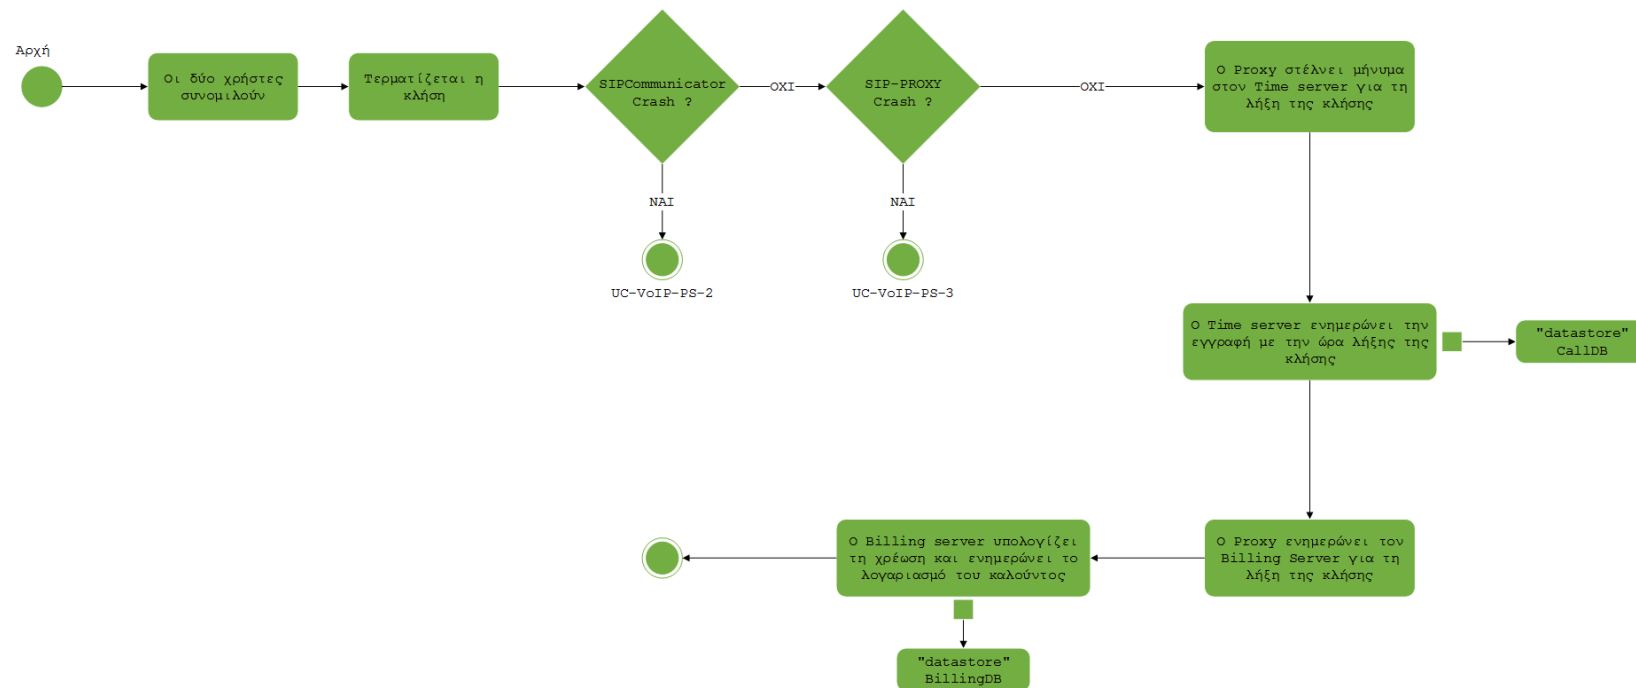 Αρχή
Οι δύο χρήστες
συνομιλούν
Τερματίζεται η
κλήση
SIPCommunicator
Crash ?
ΟΧΙ
SIP-PROXY
Crash ?
ΟΧΙ
Ο Proxy στέλνει μήνυμα
στον Time server για τη
λήξη της κλήσης
ΝΑΙ
ΝΑΙ
UC-VoIP-PS-2
UC-VoIP-PS-3
Ο Time server ενημερώνει την
εγγραφή με την ώρα λήξης της
κλήσης
"datastore"
CallDB
Ο Proxy ενημερώνει τον
Billing Server για τη
λήξη της κλήσης
Ο Billing server υπολογίζει
τη χρέωση και ενημερώνει το
λογαριασμό του καλούντος
"datastore"
BillingDB